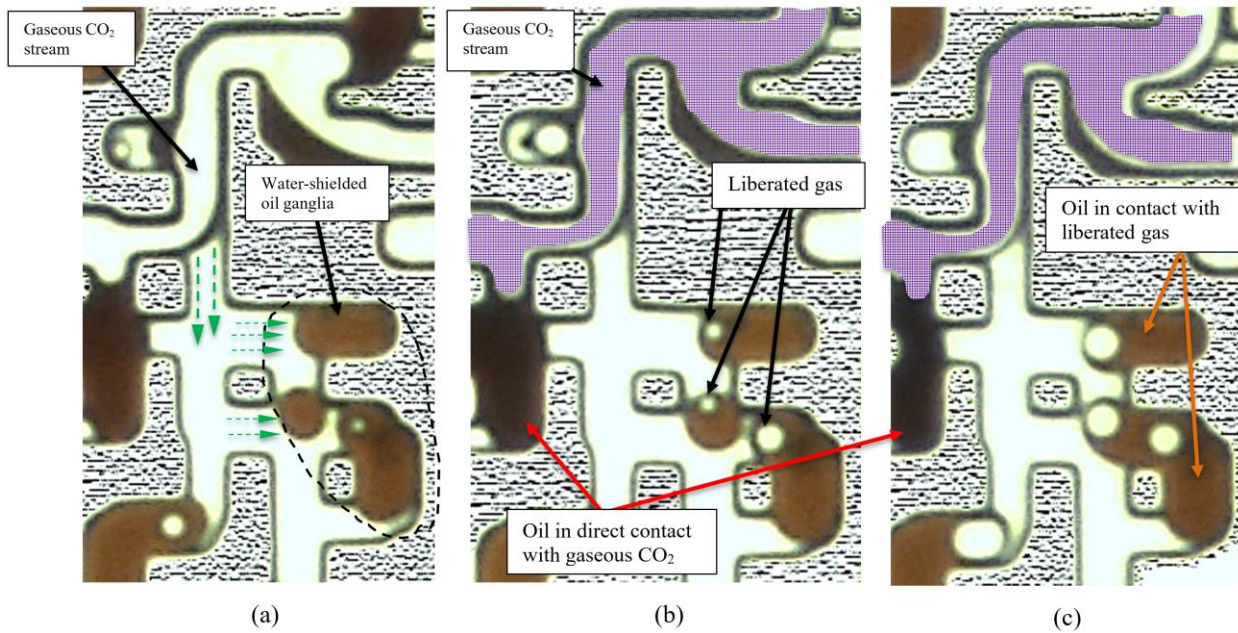 Gaseous CO₂
stream
Water-shielded
oil ganglia
Gaseous CO₂
stream
Liberated gas
Oil in direct contact
with gaseous CO₂
Oil in contact with
liberated gas
(a)
(b)
(c)